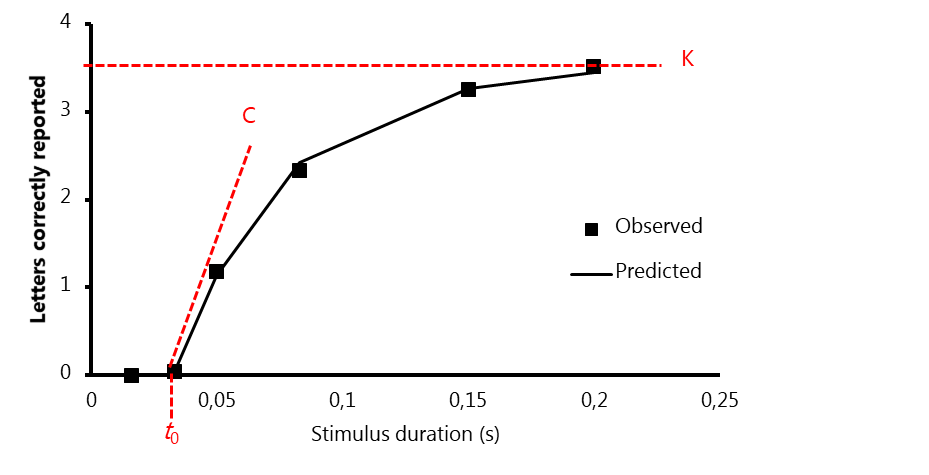 4
K
3
C
Letters correctly reported
2
Observed
Predicted
1
0
0
0,05
0,1
0,15
0,2
0,25
t0
Stimulus duration (s)